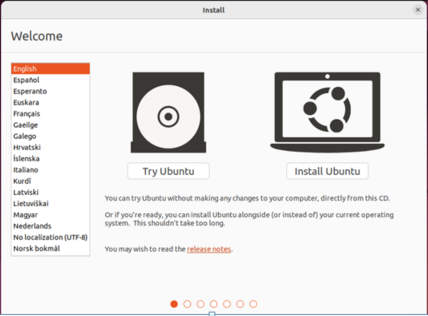 Install
Welcome
English
Español
Esperanto
Euskara
Français
Gaeilge
Galego
Hrvatski
Íslenska
Italiano
Kurdî
Latviski
Lietuviškai
Magyar
Nederlands
No localization (UTF-8)
Norsk bokmål
Try Ubuntu
Install Ubuntu
You can try Ubuntu without making any changes to your computer, directly from this CD.
Or if you're ready, you can install Ubuntu alongside (or instead of) your current operating
system. This shouldn't take too long.
You may wish to read the release notes.